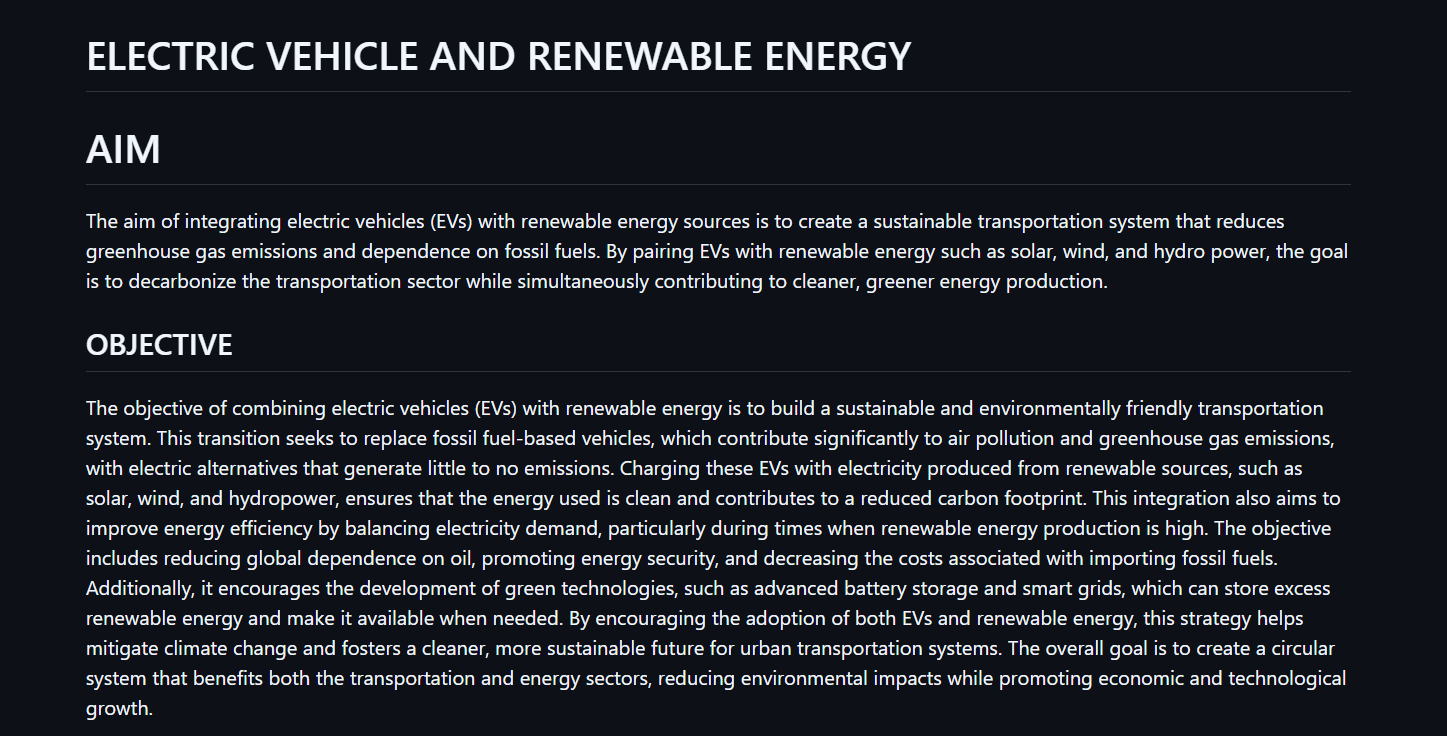 ELECTRIC VEHICLE AND RENEWABLE ENERGY
AIM
The aim of integrating electric vehicles (EVs) with renewable energy sources is to create a sustainable transportation system that reduces
greenhouse gas emissions and dependence on fossil fuels. By pairing EVs with renewable energy such as solar, wind, and hydro power, the goal
is to decarbonize the transportation sector while simultaneously contributing to cleaner, greener energy production.
OBJECTIVE
The objective of combining electric vehicles (EVs) with renewable energy is to build a sustainable and environmentally friendly transportation
system. This transition seeks to replace fossil fuel-based vehicles, which contribute significantly to air pollution and greenhouse gas emissions,
with electric alternatives that generate little to no emissions. Charging these EVs with electricity produced from renewable sources, such as
solar, wind, and hydropower, ensures that the energy used is clean and contributes to a reduced carbon footprint. This integration also aims to
improve energy efficiency by balancing electricity demand, particularly during times when renewable energy production is high. The objective
includes reducing global dependence on oil, promoting energy security, and decreasing the costs associated with importing fossil fuels.
Additionally, it encourages the development of green technologies, such as advanced battery storage and smart grids, which can store excess
renewable energy and make it available when needed. By encouraging the adoption of both EVs and renewable energy, this strategy helps
mitigate climate change and fosters a cleaner, more sustainable future for urban transportation systems. The overall goal is to create a circular
system that benefits both the transportation and energy sectors, reducing environmental impacts while promoting economic and technological
growth.